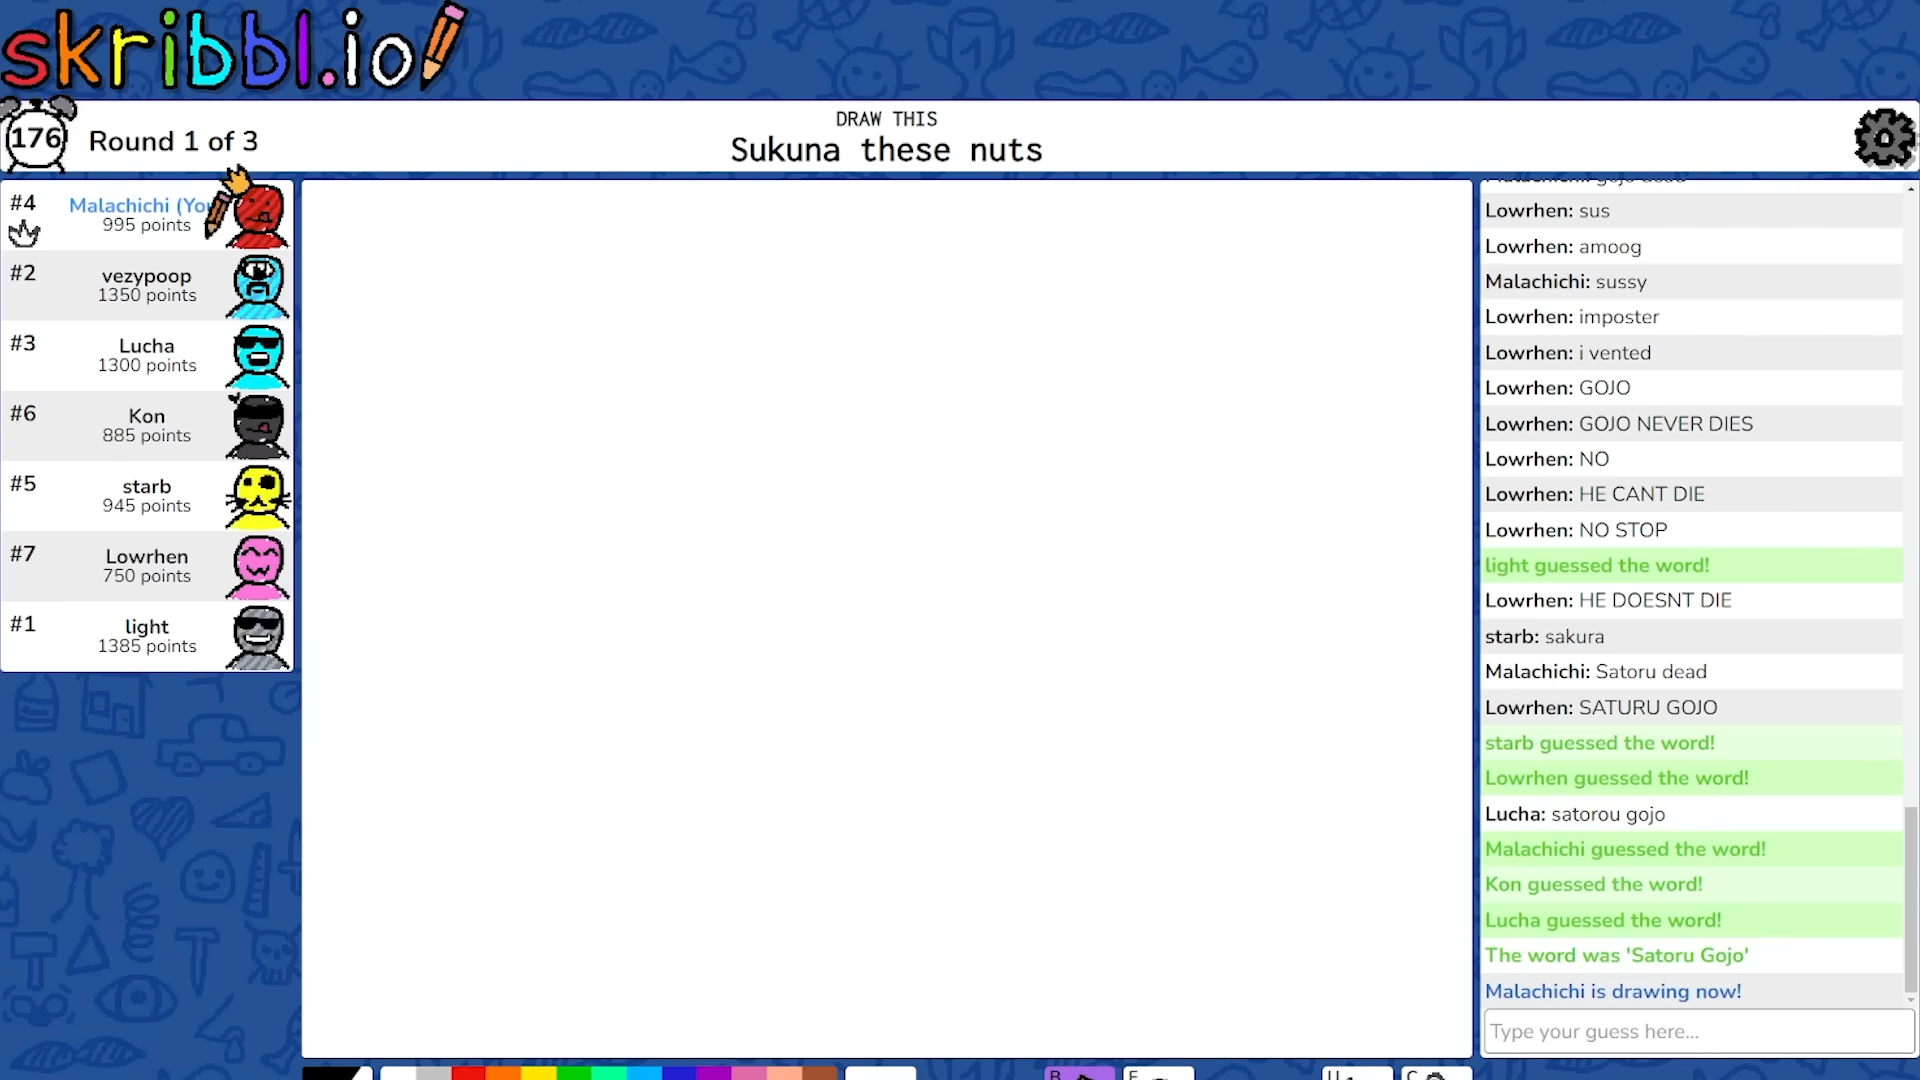 skribbl.io
176
Round 1 of 3
DRAW THIS
Sukuna these nuts
#4
Malachichi (You
995 points
#2
vezypoop
1350 points
#3
Lucha
1300 points
#6
Kon
885 points
#5
starb
945 points
#7
Lowrhen
750 points
#1
light
1385 points
Malachichi: gojo dead
Lowrhen: sus
Lowrhen: amoog
Malachichi: sussy
Lowrhen: imposter
Lowrhen: i vented
Lowrhen: GOJO
Lowrhen: GOJO NEVER DIES
Lowrhen: NO
Lowrhen: HE CANT DIE
Lowrhen: NO STOP
light guessed the word!
Lowrhen: HE DOESNT DIE
starb: sakura
Malachichi: Satoru dead
Lowrhen: SATURU GOJO
starb guessed the word!
Lowrhen guessed the word!
Lucha: satorou gojo
Malachichi guessed the word!
Kon guessed the word!
Lucha guessed the word!
The word was 'Satoru Gojo'
Malachichi is drawing now!
Type your guess here...